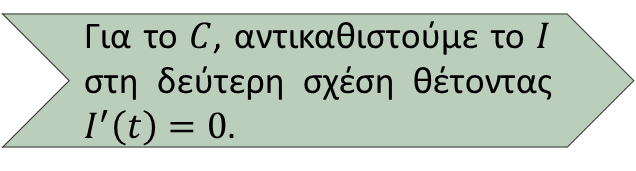 Για το C, αντικαθιστούμε το I
στη δεύτερη σχέση θέτοντας
I′(t) = 0.